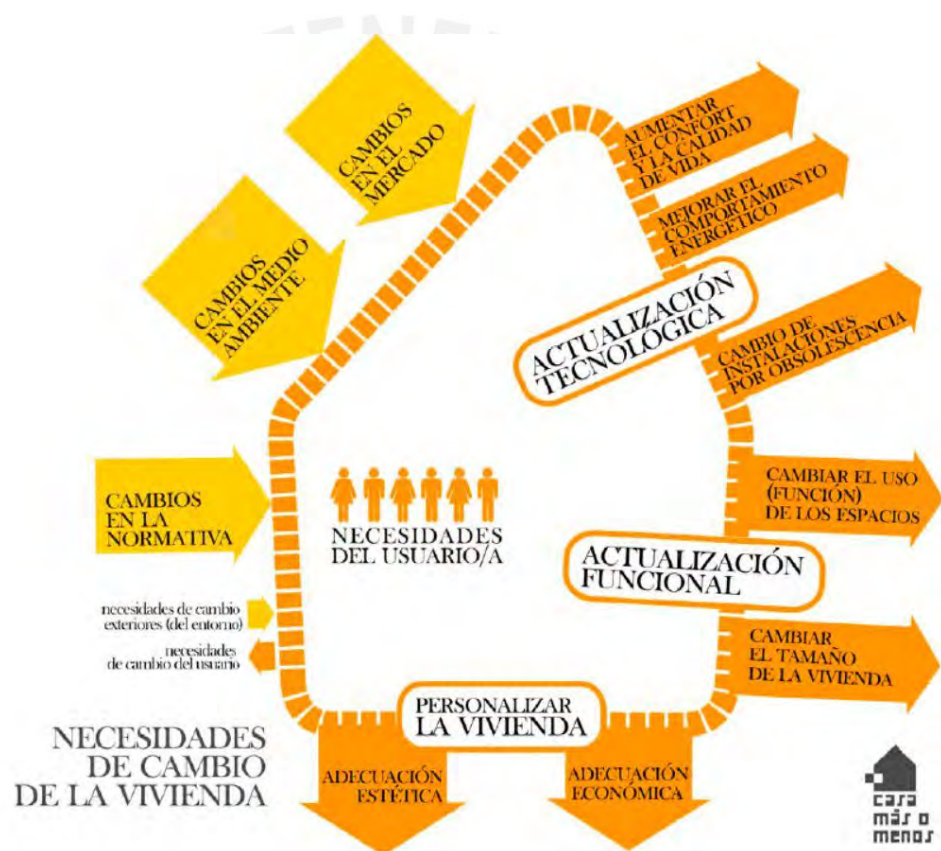 CAMBIOS
EN EL
MERCADO
CAMBIOS
EN EL MEDIO
AMBIENTE
CAMBIOS
EN LA
NORMATIVA
necesidades de cambio
exteriores (del entorno)
necesidades
de cambio del usuario
NECESIDADES
DE CAMBIO
DE LA VIVIENDA
NECESIDADES
DEL USUARIO/A
AUMENTAR
EL CONFORT
Y LA CALIDAD
DE VIDA
MEJORAR EL
COMPORTAMIENTO
ENERGÉTICO
ACTUALIZACIÓN
TECNOLÓGICA
CAMBIO DE
INSTALACIONES
POR OBSOLESCENCIA
CAMBIAR EL USO
(FUNCIÓN)
DE LOS ESPACIOS
ACTUALIZACIÓN
FUNCIONAL
CAMBIAR
EL TAMAÑO
DE LA VIVIENDA
PERSONALIZAR
LA VIVIENDA
ADECUACIÓN
ESTÉTICA
ADECUACIÓN
ECONÓMICA
casa
más o
menos